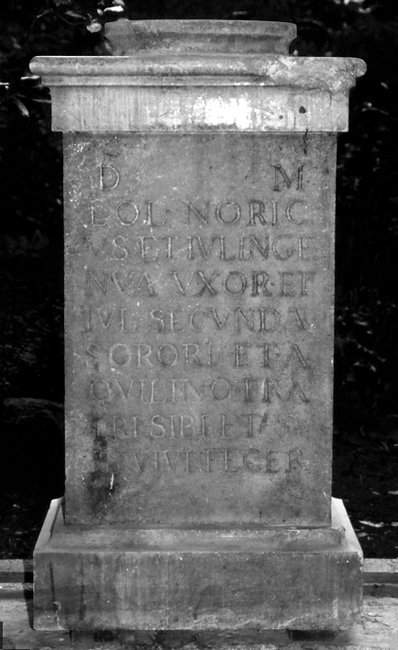 D M
LOL·NORIC
VS ET IVL INGE
NVA VXOR·ET
IVL·SECVNDA
SORORI ET A
QVILINO FRA
TRI SIBI ET
VIVI FECER